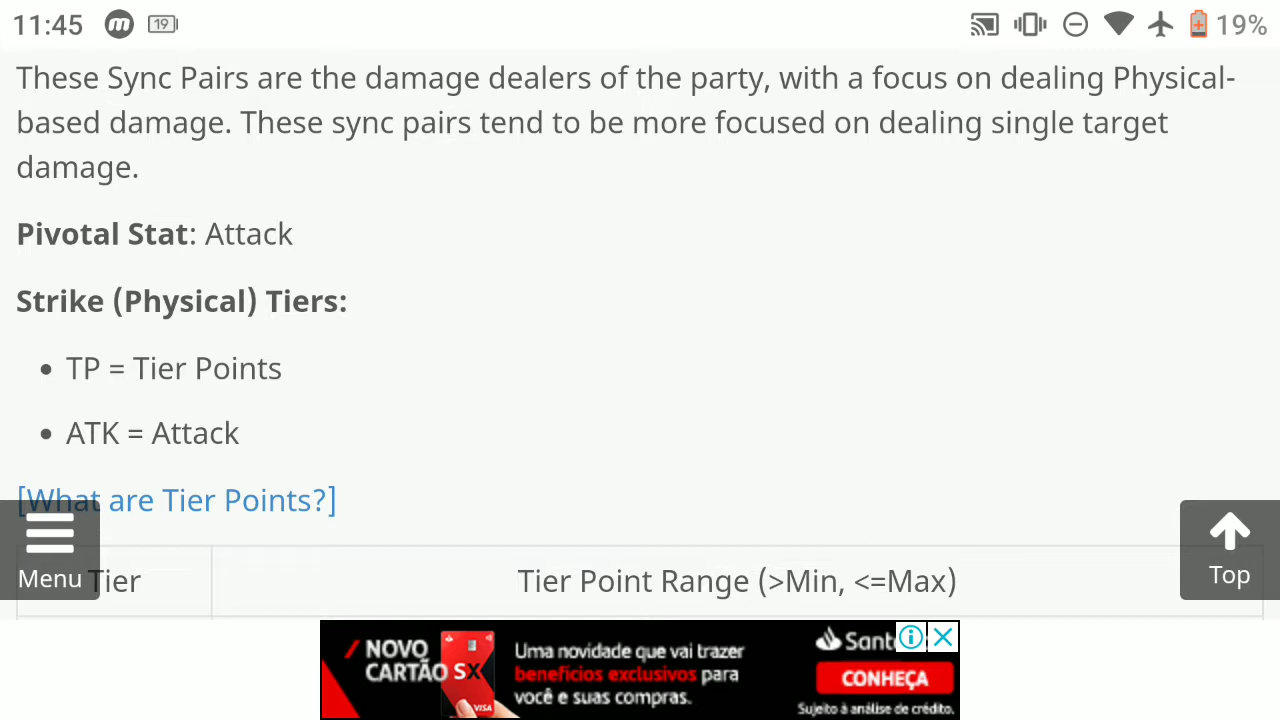 11:45 m 19 19%
These Sync Pairs are the damage dealers of the party, with a focus on dealing Physical-
based damage. These sync pairs tend to be more focused on dealing single target
damage.
Pivotal Stat: Attack
Strike (Physical) Tiers:
• TP = Tier Points
• ATK = Attack
[What are Tier Points?]
Menu
Top
Tier
Tier Point Range (>Min, <=Max)
NOVO
CARTÃO SX
VISA
Uma novidade que vai trazer
benefícios exclusivos para
você e suas compras.
CONHEÇA
Sujeito à análise de crédito.